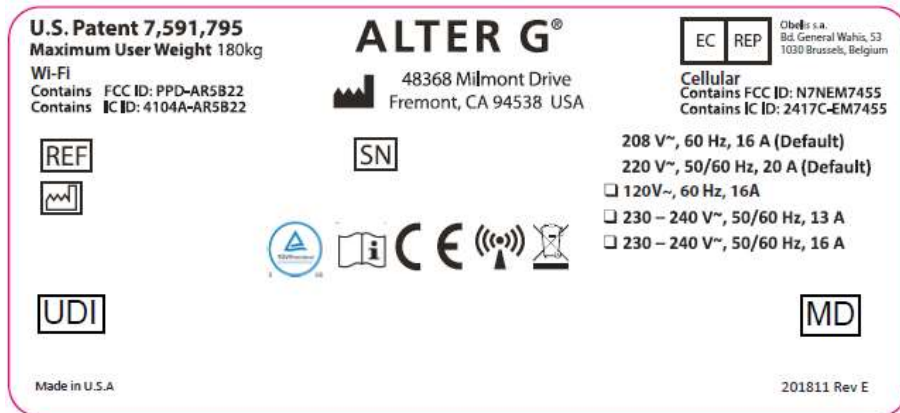 U.S. Patent 7,591,795
Maximum User Weight 180kg
Wi-Fi
Contains FCC ID: PPD-AR5B22
Contains IC ID: 4104A-AR5B22
ALTER G®
48368 Milmont Drive
Fremont, CA 94538 USA
EC REP
Obelis s.a.
Bd. General Wahis, 53
1030 Brussels, Belgium
Cellular
Contains FCC ID: N7NEM7455
Contains IC ID: 2417C-EM7455
REF
SN
208 V~, 60 Hz, 16 A (Default)
220 V~, 50/60 Hz, 20 A (Default)
❑ 120V~, 60 Hz, 16A
❑ 230 – 240 V~, 50/60 Hz, 13 A
❑ 230 – 240 V~, 50/60 Hz, 16 A
CE
UDI
MD
Made in U.S.A
201811 Rev E